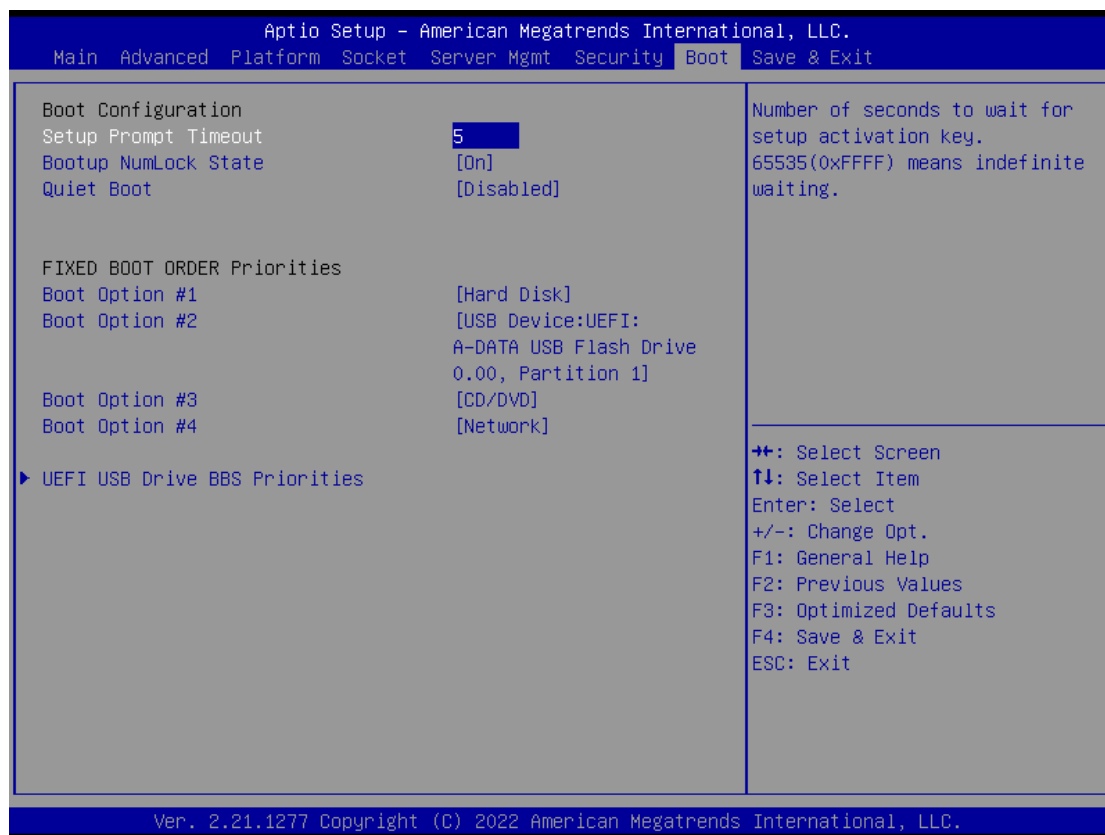 Aptio Setup – American Megatrends International, LLC.
Main Advanced Platform Socket Server Mgmt Security Boot Save & Exit
Boot Configuration
Setup Prompt Timeout 5
Bootup NumLock State [On]
Quiet Boot [Disabled]
FIXED BOOT ORDER Priorities
Boot Option #1 [Hard Disk]
Boot Option #2 [USB Device:UEFI:
A-DATA USB Flash Drive
0.00, Partition 1]
Boot Option #3 [CD/DVD]
Boot Option #4 [Network]
▶ UEFI USB Drive BBS Priorities
Number of seconds to wait for
setup activation key.
65535(0xFFFF) means indefinite
waiting.
→←: Select Screen
↑↓: Select Item
Enter: Select
+/-: Change Opt.
F1: General Help
F2: Previous Values
F3: Optimized Defaults
F4: Save & Exit
ESC: Exit
Ver. 2.21.1277 Copyright (C) 2022 American Megatrends International, LLC.